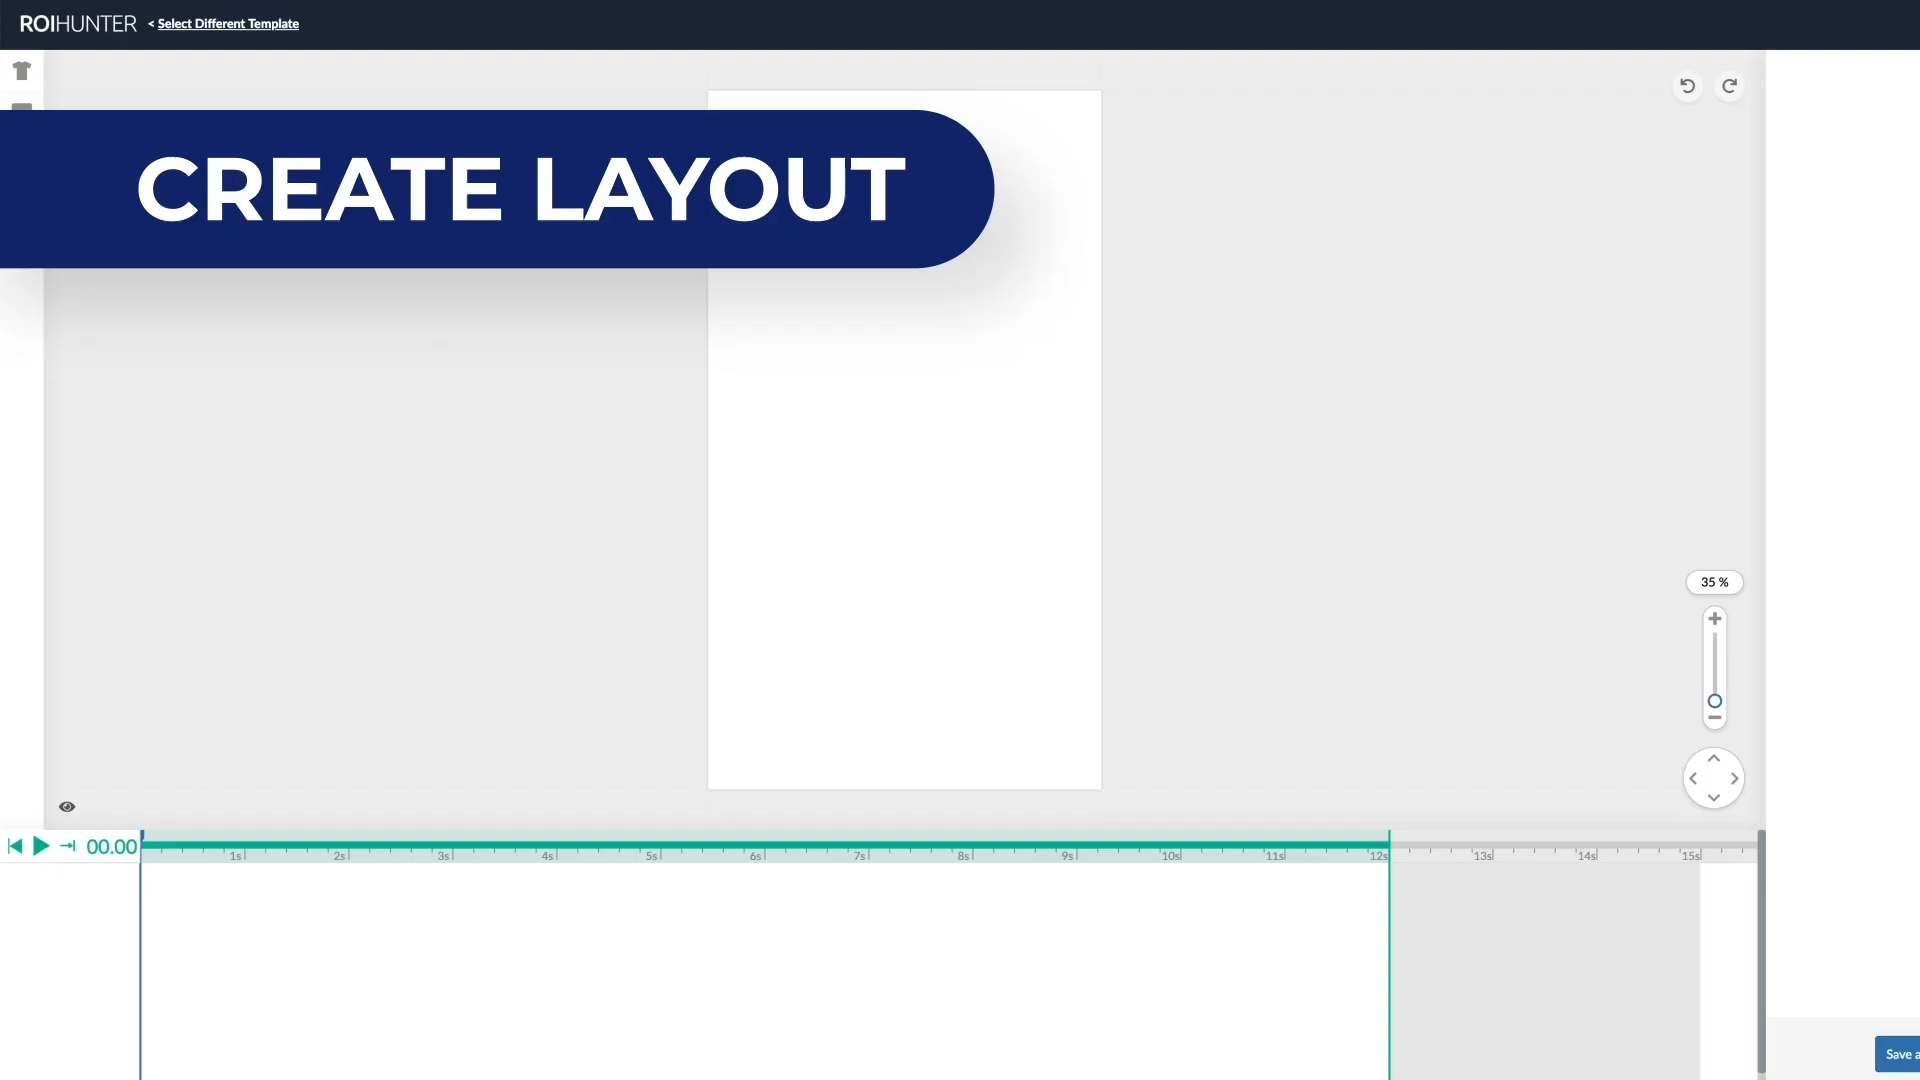 ROIHUNTER < Select Different Template
CREATE LAYOUT
35 %
00.00
1s 2s 3s 4s 5s 6s 7s 8s 9s 10s 11s 12s 13s 14s 15s
Save a